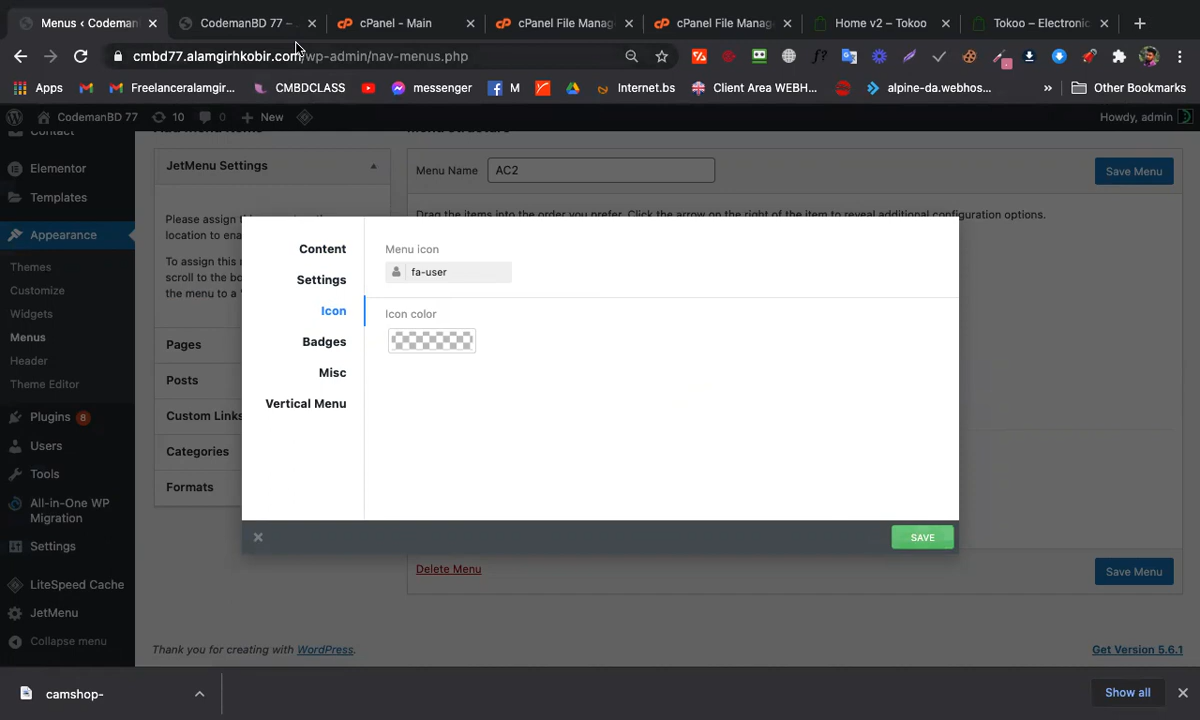 Menus ‹ Codeman
CodemanBD 77 –
cPanel - Main
cPanel File Manag
cPanel File Manag
Home v2 – Tokoo
Tokoo – Electronic
cmbd77.alamgirhkobir.com/wp-admin/nav-menus.php
Apps
Freelanceralamgir...
CMBDCLASS
messenger
M
Internet.bs
Client Area WEBH...
alpine-da.webhos...
»
Other Bookmarks
CodemanBD 77
10
0
New
Howdy, admin
Contact
Elementor
Templates
Appearance
Themes
Customize
Widgets
Menus
Header
Theme Editor
Plugins 8
Users
Tools
All-in-One WP
Migration
Settings
LiteSpeed Cache
JetMenu
Collapse menu
JetMenu Settings
Please assign
location to ena
To assign this
scroll to the bo
the menu to a
Pages
Posts
Custom Links
Categories
Formats
Menu Name
AC2
Save Menu
Drag the items into the order you prefer. Click the arrow on the right of the item to reveal additional configuration options.
Content
Settings
Icon
Badges
Misc
Vertical Menu
Menu icon
fa-user
Icon color
SAVE
Delete Menu
Save Menu
Thank you for creating with WordPress.
Get Version 5.6.1
camshop-
Show all